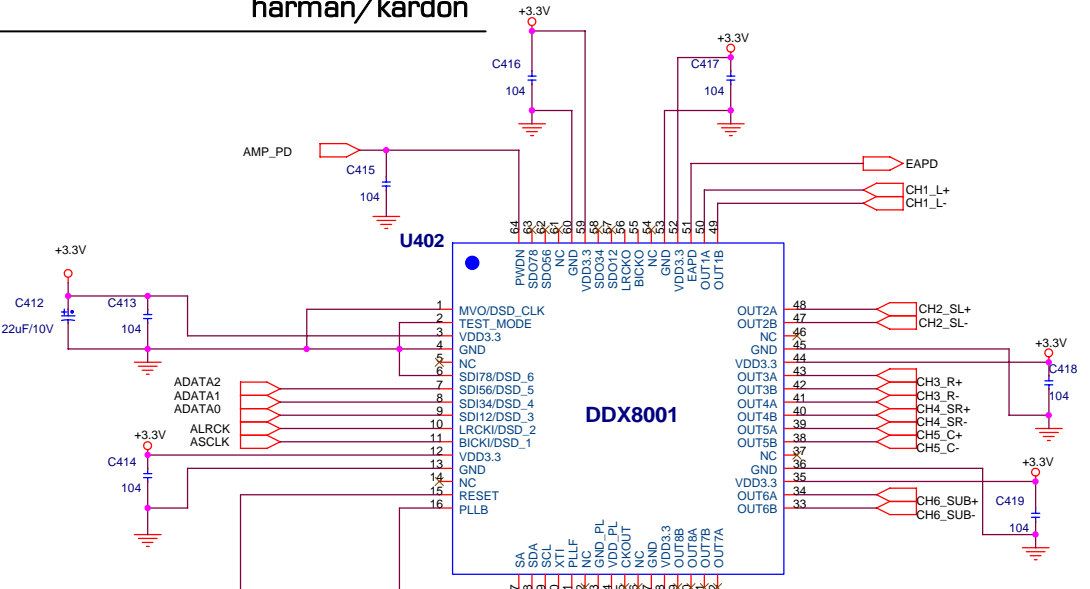 harman/kardon
+3.3V
+3.3V
C416
104
C417
104
AMP_PD
C415
104
EAPD
CH1_L+
CH1_L-
U402
64 63 62 61 60 59 58 57 56 55 54 53 52 51 50 49
PWDN SDO78 SDO56 NC GND VDD3.3 SDO34 SDO12 LRCKO BICKO NC GND VDD3.3 EAPD OUT1A OUT1B
+3.3V
C412
22uF/10V
C413
104
1 MVO/DSD_CLK
2 TEST_MODE
3 VDD3.3
4 GND
5 NC
6 SDI78/DSD_6
ADATA2 7 SDI56/DSD_5
ADATA1 8 SDI34/DSD_4
ADATA0 9 SDI12/DSD_3
ALRCK 10 LRCKI/DSD_2
ASCLK 11 BICKI/DSD_1
+3.3V
C414
104
12 VDD3.3
13 GND
14 NC
15 RESET
16 PLLB
DDX8001
OUT2A 48 CH2_SL+
OUT2B 47 CH2_SL-
NC 46
GND 45
VDD3.3 44
OUT3A 43 CH3_R+
OUT3B 42 CH3_R-
OUT4A 41 CH4_SR+
OUT4B 40 CH4_SR-
OUT5A 39 CH5_C+
OUT5B 38 CH5_C-
NC 37
GND 36
VDD3.3 35
OUT6A 34 CH6_SUB+
OUT6B 33 CH6_SUB-
+3.3V
C418
104
+3.3V
C419
104
SA SDA SCL XTI PLLF NC GND_PL VDD_PL CKOUT NC GND VDD3.3 OUT8B OUT8A OUT7B OUT7A